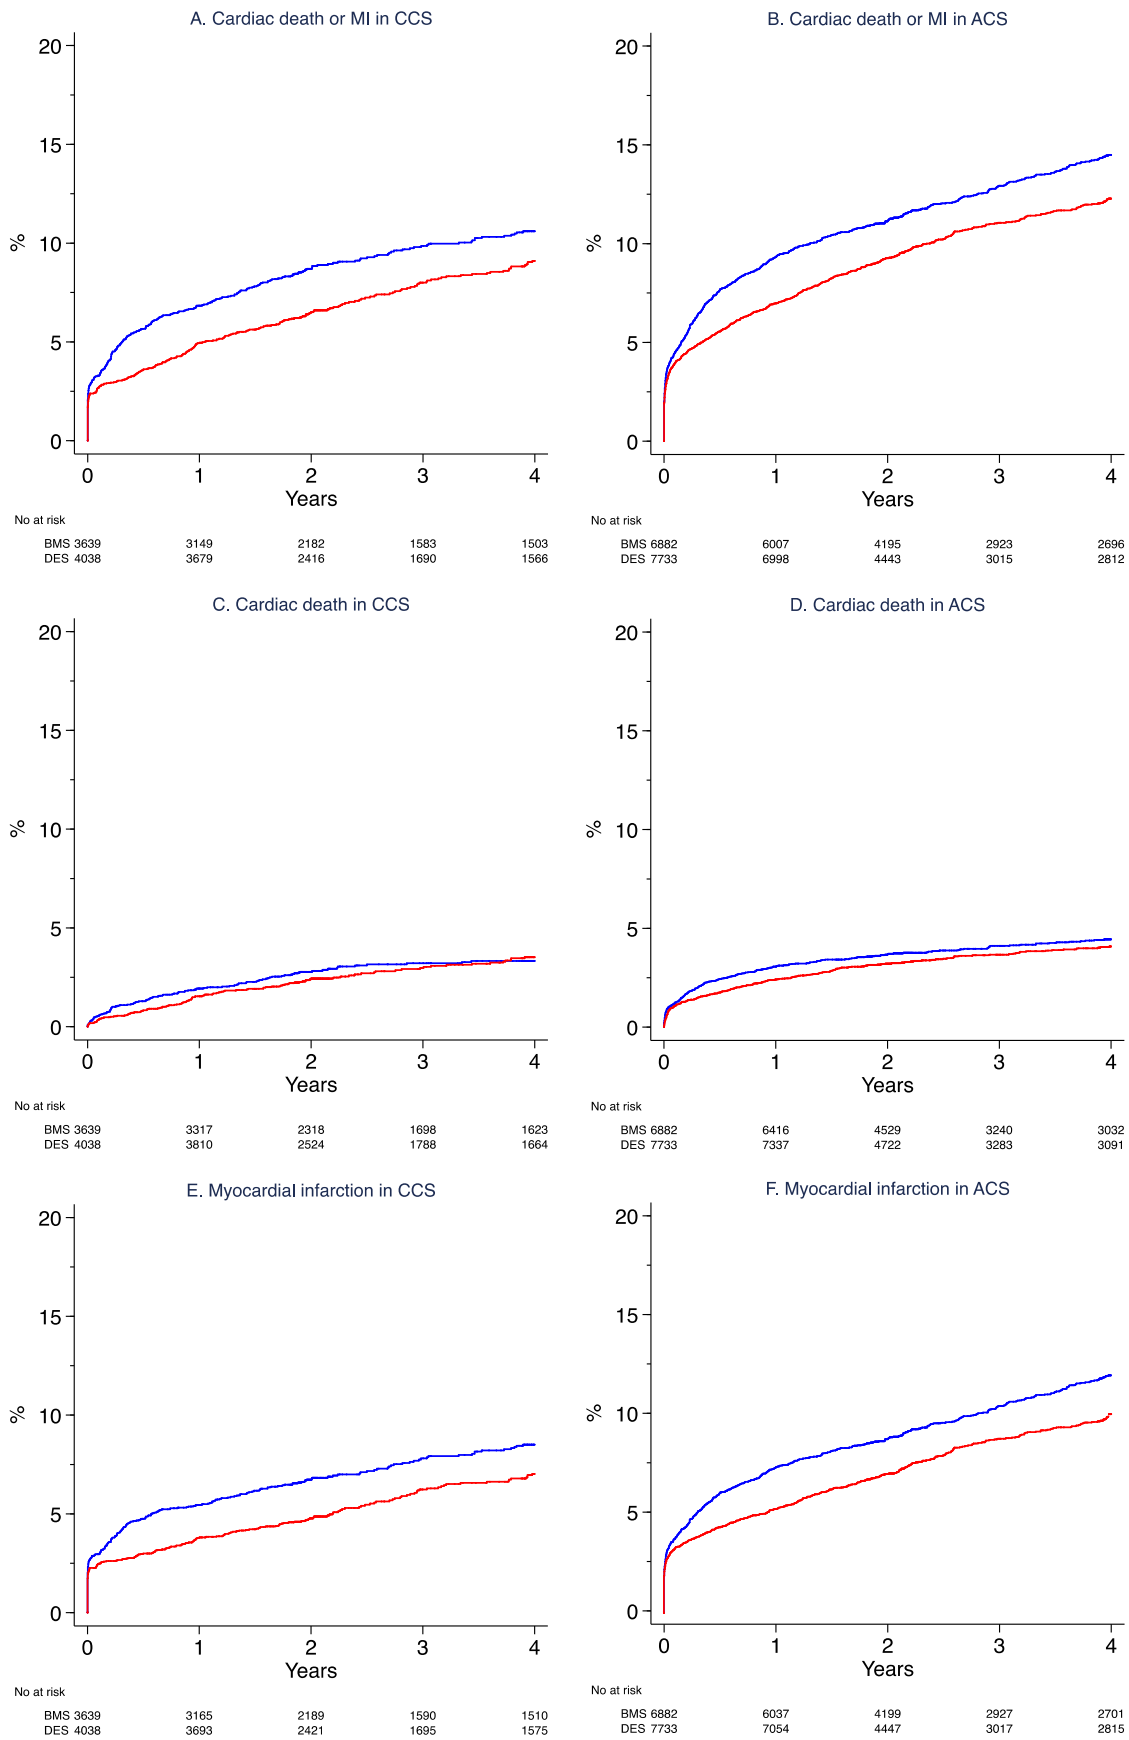 A. Cardiac death or MI in CCS
20
15
10
5
0
%
0 1 2 3 4
Years
No at risk
BMS 3639 3149 2182 1583 1503
DES 4038 3679 2416 1690 1566
B. Cardiac death or MI in ACS
20
15
10
5
0
%
0 1 2 3 4
Years
No at risk
BMS 6882 6007 4195 2923 2696
DES 7733 6998 4443 3015 2812
C. Cardiac death in CCS
20
15
10
5
0
%
0 1 2 3 4
Years
No at risk
BMS 3639 3317 2318 1698 1623
DES 4038 3810 2524 1788 1664
D. Cardiac death in ACS
20
15
10
5
0
%
0 1 2 3 4
Years
No at risk
BMS 6882 6416 4529 3240 3032
DES 7733 7337 4722 3283 3091
E. Myocardial infarction in CCS
20
15
10
5
0
%
0 1 2 3 4
Years
No at risk
BMS 3639 3165 2189 1590 1510
DES 4038 3693 2421 1695 1575
F. Myocardial infarction in ACS
20
15
10
5
0
%
0 1 2 3 4
Years
No at risk
BMS 6882 6037 4199 2927 2701
DES 7733 7054 4447 3017 2815